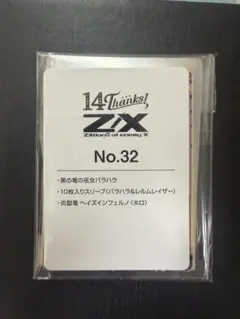 14 Thanks!
Z/X
Zillions of enemy X
No.32
・黒の竜の巫女バラハラ
・10枚入りスリーブ(バラハラ&レルムレイザー)
・炎獄竜 ヘイズインフェルノ(ホロ)